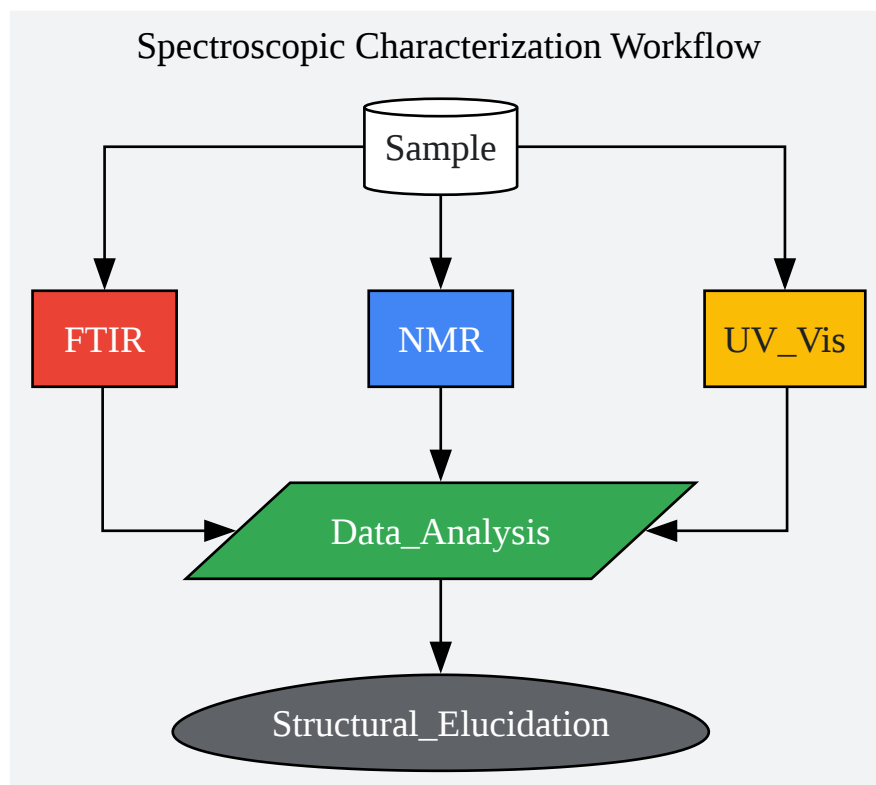 Spectroscopic Characterization Workflow
Sample
FTIR
NMR
UV_Vis
Data_Analysis
Structural_Elucidation